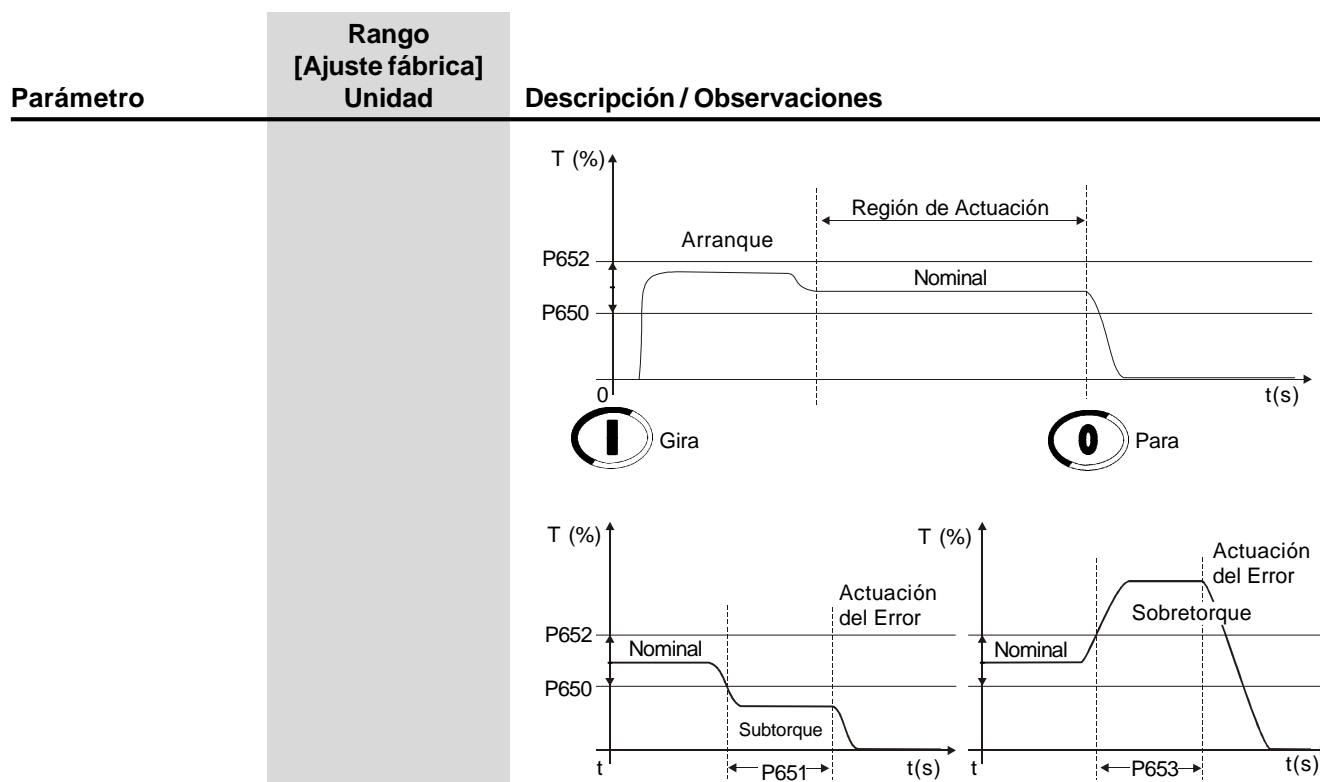 Rango
[Ajuste fábrica]
Parámetro Unidad Descripción / Observaciones
T (%)
Región de Actuación
Arranque
P652
Nominal
P650
0
t(s)
I Gira
0 Para
T (%)
Actuación
del Error
P652
Nominal
P650
Subtorque
t
P651
t(s)
T (%)
Actuación
del Error
Sobretorque
Nominal
t
P653
t(s)